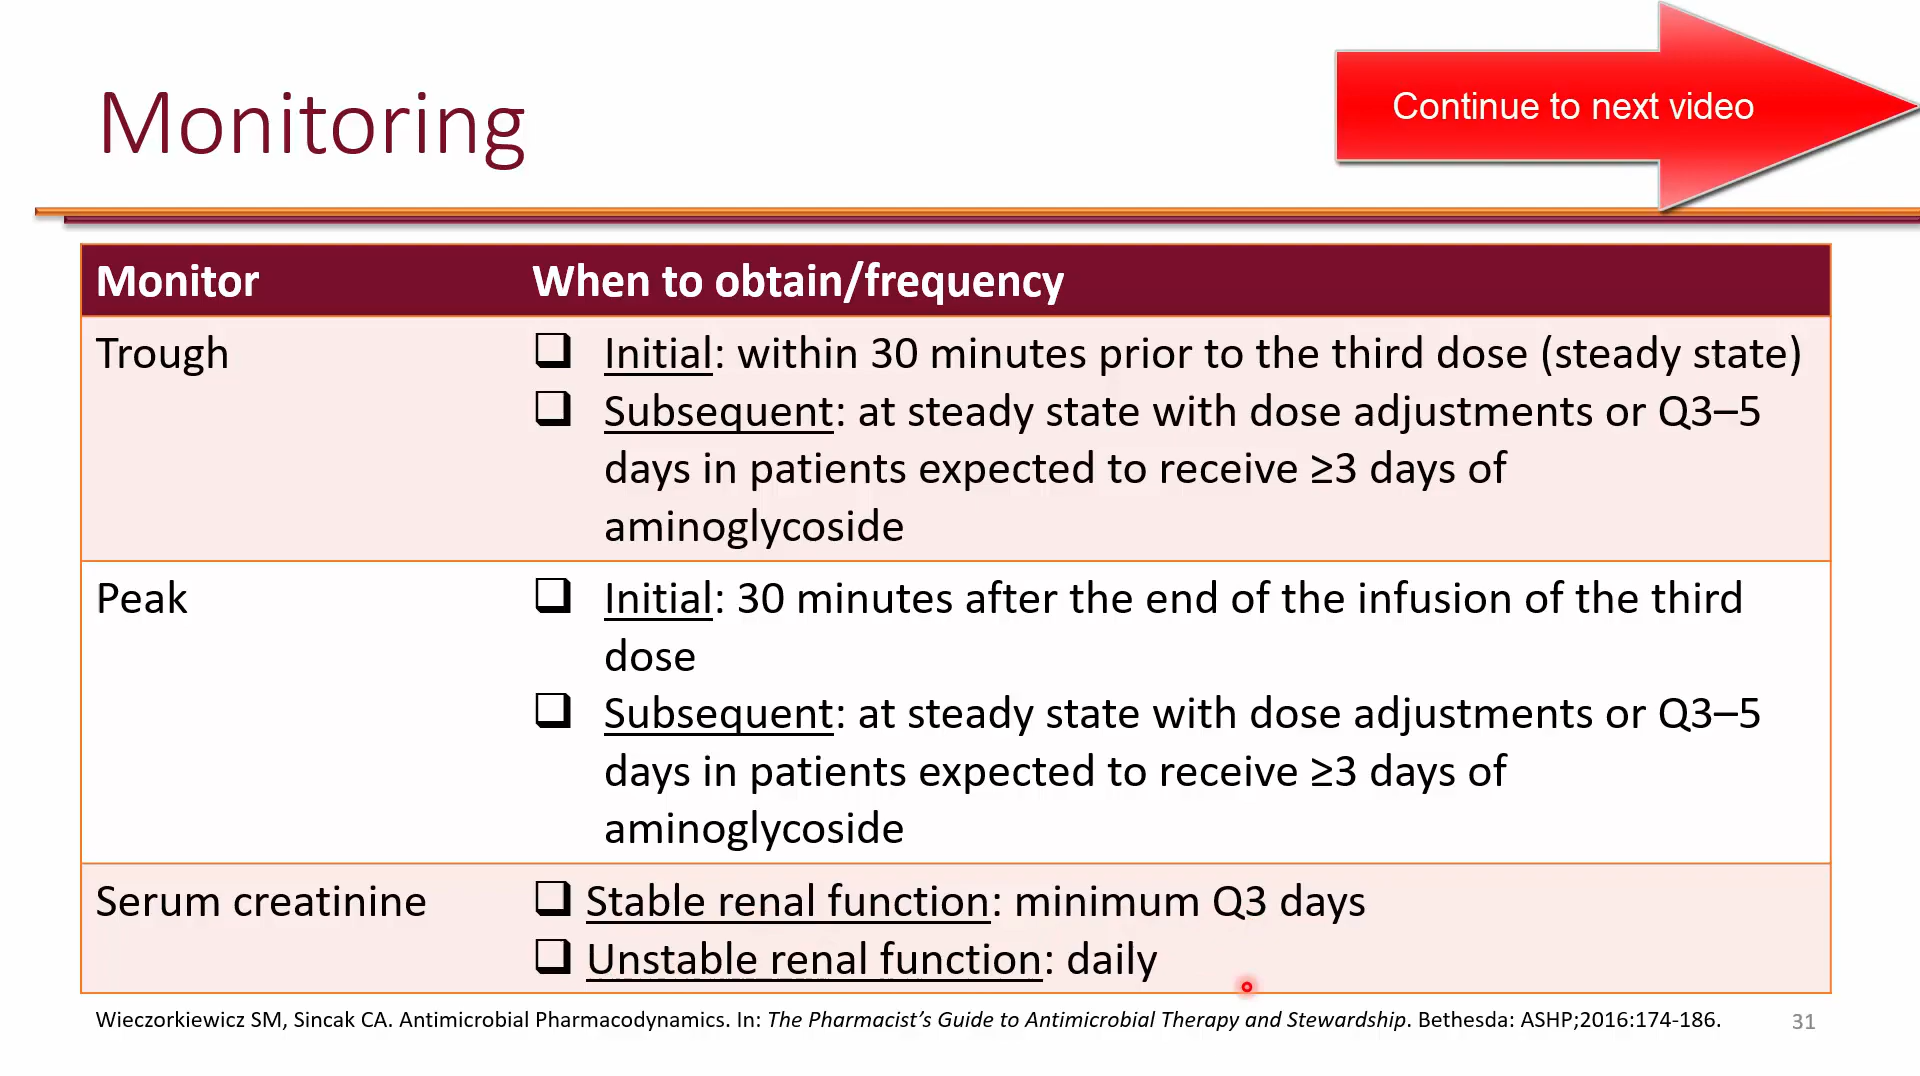 Monitoring
Continue to next video
Monitor
When to obtain/frequency
Trough
❑ Initial: within 30 minutes prior to the third dose (steady state)
❑ Subsequent: at steady state with dose adjustments or Q3–5
days in patients expected to receive ≥3 days of
aminoglycoside
Peak
❑ Initial: 30 minutes after the end of the infusion of the third
dose
❑ Subsequent: at steady state with dose adjustments or Q3–5
days in patients expected to receive ≥3 days of
aminoglycoside
Serum creatinine
❑ Stable renal function: minimum Q3 days
❑ Unstable renal function: daily
Wieczorkiewicz SM, Sincak CA. Antimicrobial Pharmacodynamics. In: The Pharmacist’s Guide to Antimicrobial Therapy and Stewardship. Bethesda: ASHP;2016:174-186.
31